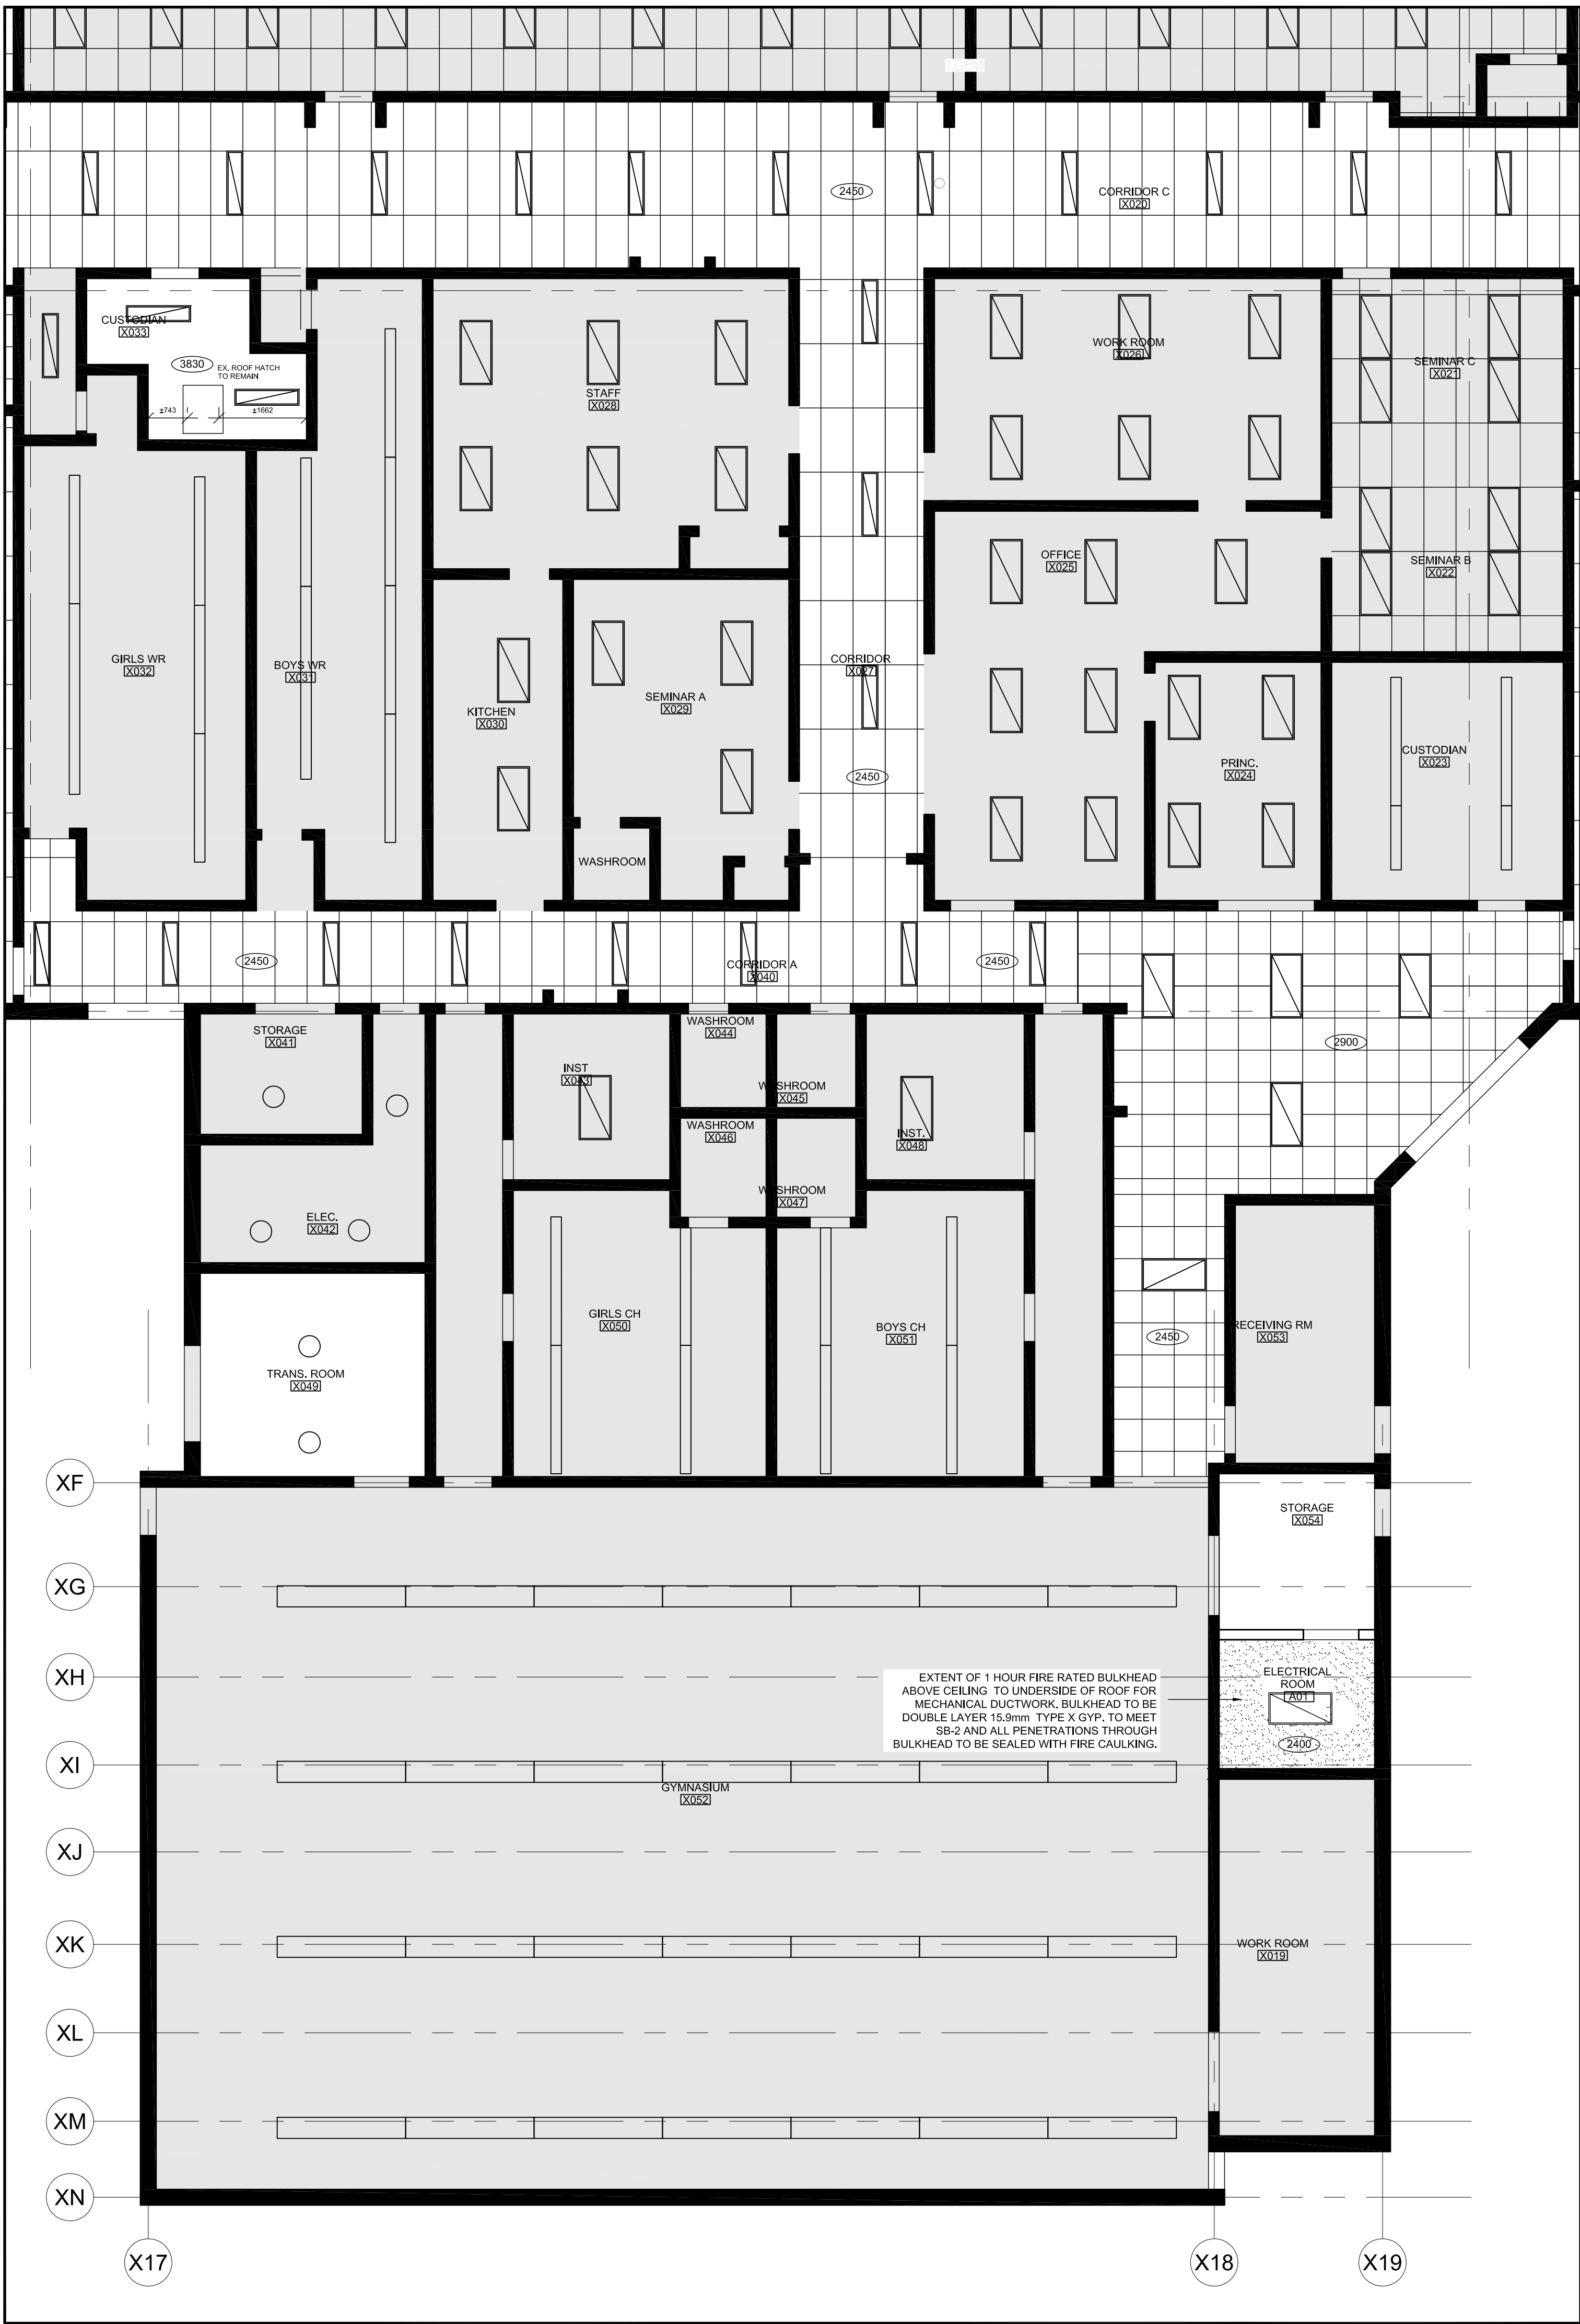 2450
CORRIDOR C
X020
CUSTODIAN
X033
3830
EX. ROOF HATCH
TO REMAIN
±743
±1662
STAFF
X028
WORK ROOM
X026
SEMINAR C
X021
OFFICE
X025
SEMINAR B
X022
GIRLS WR
X032
BOYS WR
X031
CORRIDOR
X027
SEMINAR A
X029
KITCHEN
X030
CUSTODIAN
X023
PRINC.
X024
2450
WASHROOM
2450
CORRIDOR A
X040
2450
STORAGE
X041
WASHROOM
X044
2900
INST
X043
WASHROOM
X045
WASHROOM
X046
INST.
X048
WASHROOM
X047
ELEC.
X042
GIRLS CH
X050
BOYS CH
X051
2450
RECEIVING RM
X053
TRANS. ROOM
X049
XF
STORAGE
X054
XG
XH
EXTENT OF 1 HOUR FIRE RATED BULKHEAD
ABOVE CEILING TO UNDERSIDE OF ROOF FOR
MECHANICAL DUCTWORK. BULKHEAD TO BE
DOUBLE LAYER 15.9mm TYPE X GYP. TO MEET
SB-2 AND ALL PENETRATIONS THROUGH
BULKHEAD TO BE SEALED WITH FIRE CAULKING.
ELECTRICAL
ROOM
A01
2400
XI
GYMNASIUM
X052
XJ
XK
WORK ROOM
X019
XL
XM
XN
X17
X18
X19